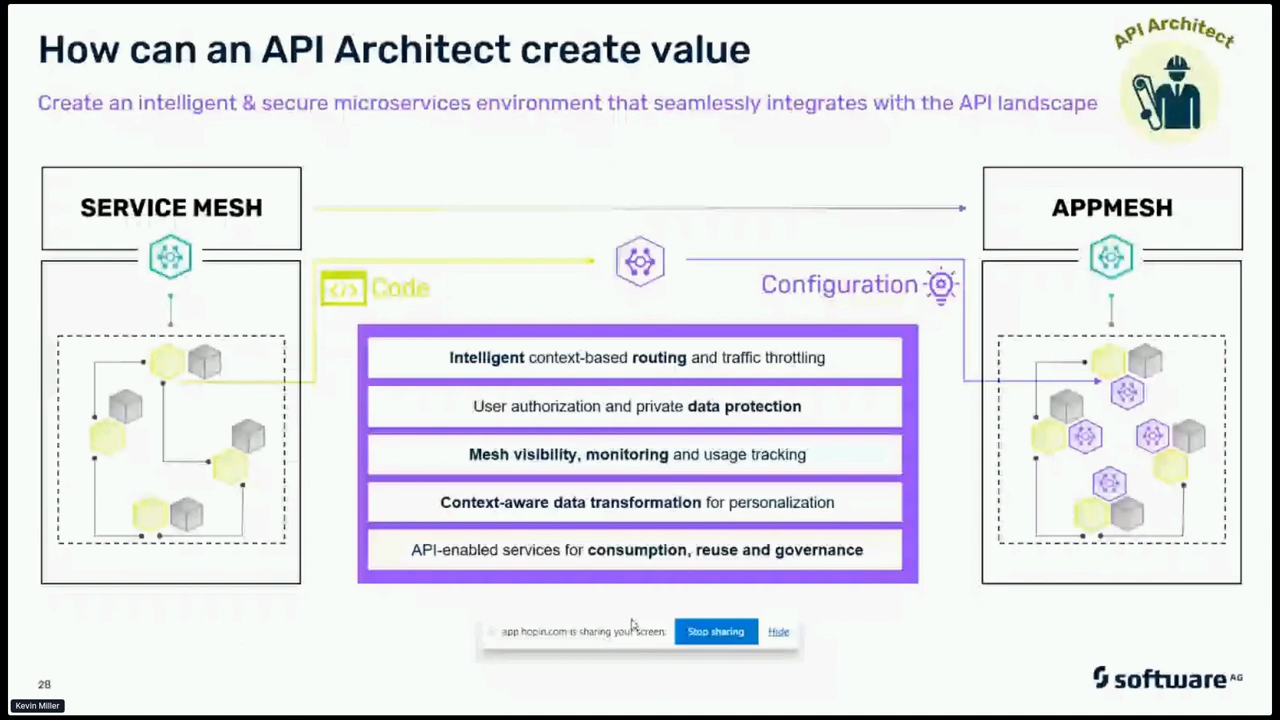 How can an API Architect create value
API Architect
Create an intelligent & secure microservices environment that seamlessly integrates with the API landscape
SERVICE MESH
APPMESH
</> Code
Configuration
Intelligent context-based routing and traffic throttling
User authorization and private data protection
Mesh visibility, monitoring and usage tracking
Context-aware data transformation for personalization
API-enabled services for consumption, reuse and governance
app.hopin.com is sharing your screen.
Stop sharing
Hide
28
software AG
Kevin Miller